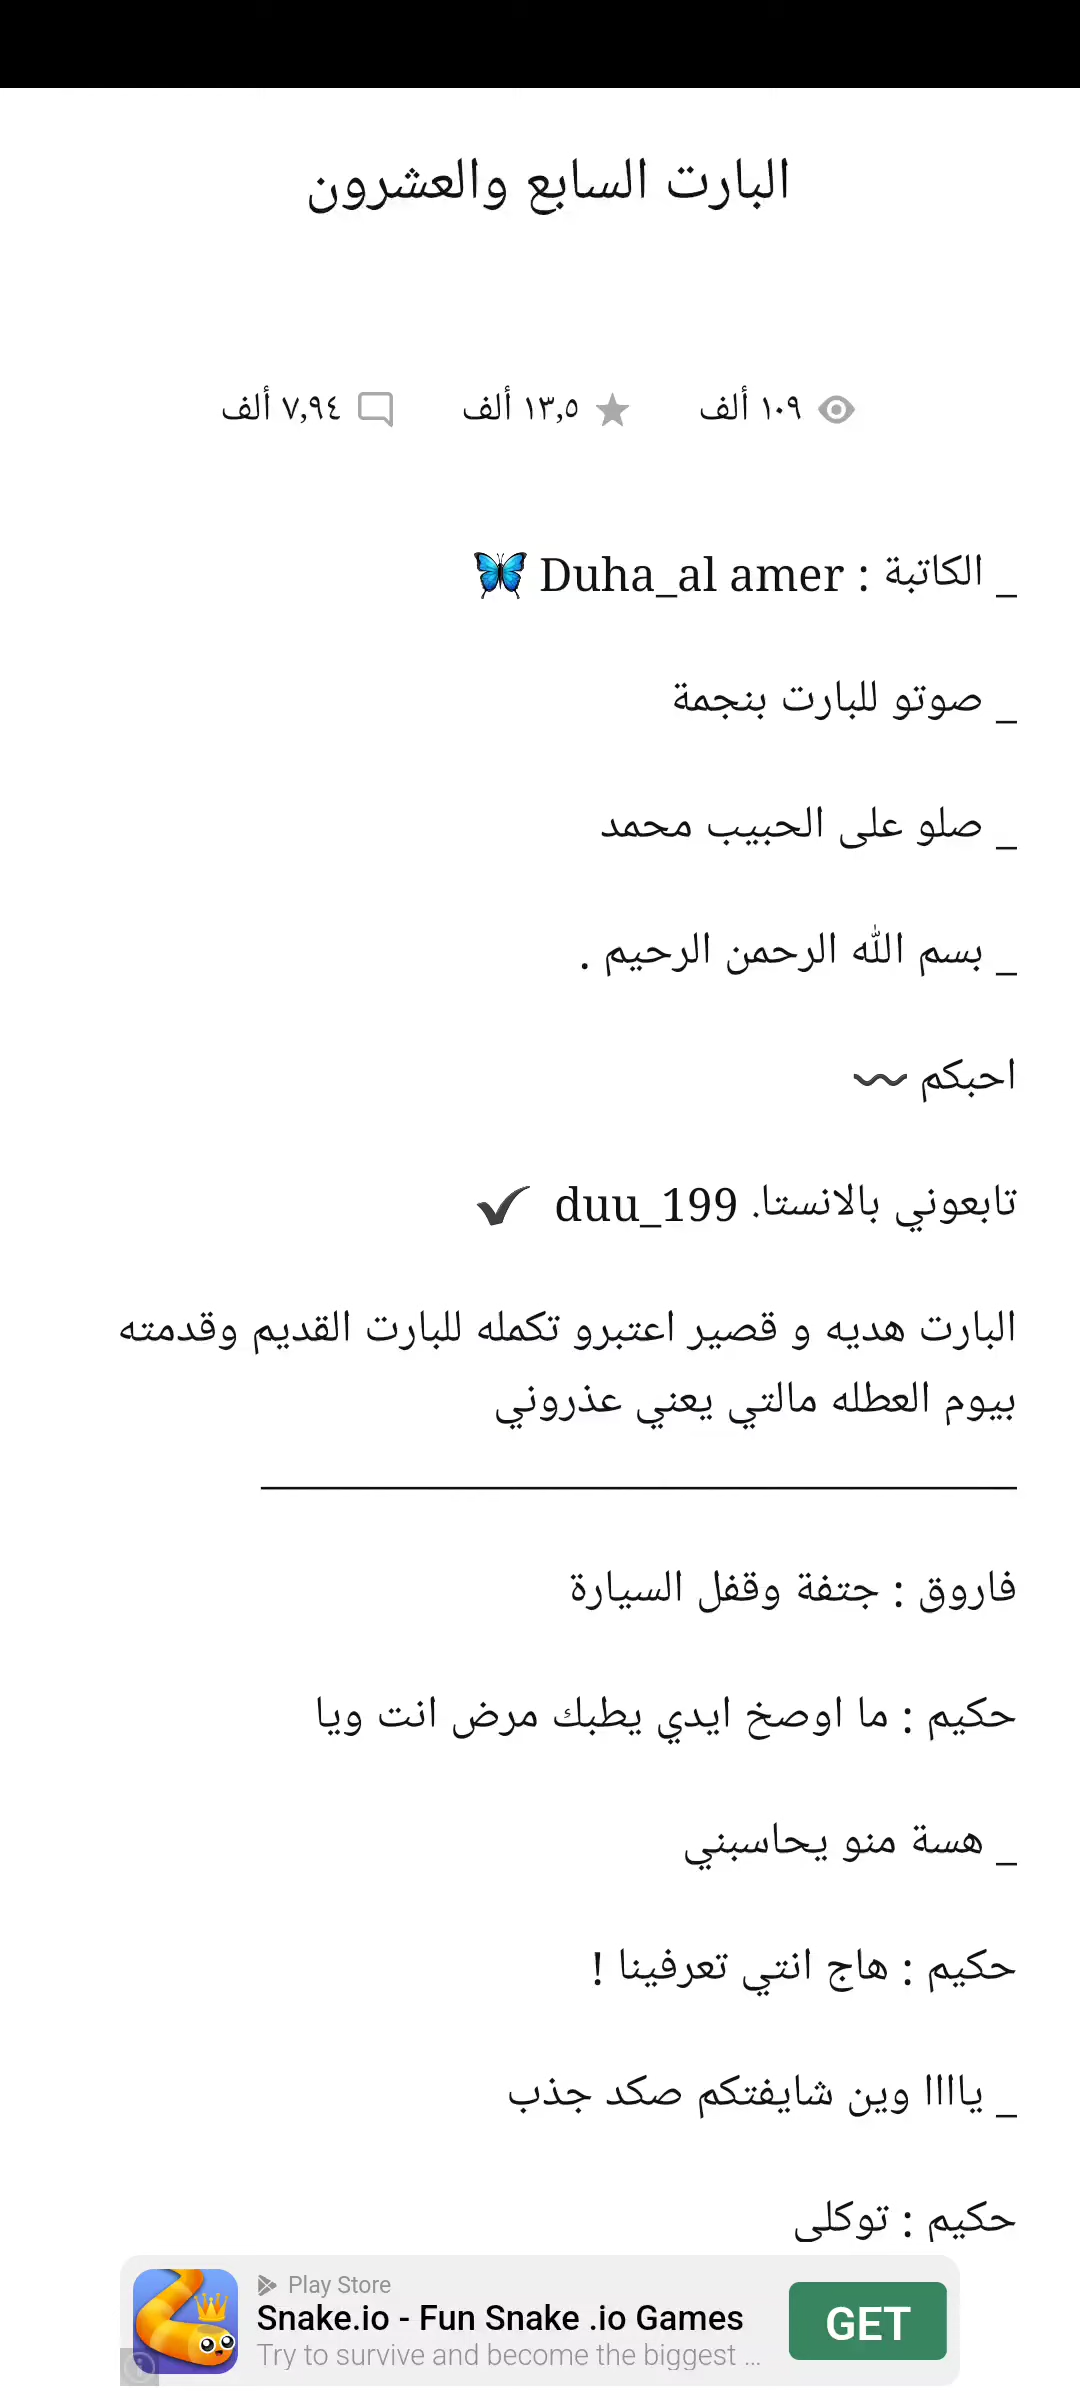 البارت السابع والعشرون
١٠٩ ألف ١٣,٥ ألف ٧,٩٤ ألف
_ الكاتبة : Duha_al amer 🦋
_ صوتو للبارت بنجمة
_ صلو على الحبيب محمد
_ بسم الله الرحمن الرحيم .
احبكم 〰
تابعوني بالانستا. duu_199 ✔
البارت هديه و قصير اعتبرو تكمله للبارت القديم وقدمته
بيوم العطله مالتي يعني عذروني
فاروق : جتفة وقفل السيارة
حكيم : ما اوصخ ايدي يطبك مرض انت ويا
_ هسة منو يحاسبني
حكيم : هاج انتي تعرفينا !
_ ياااا وين شايفتكم صكد جذب
حكيم : توكلي
Play Store
Snake.io - Fun Snake .io Games
Try to survive and become the biggest ...
GET